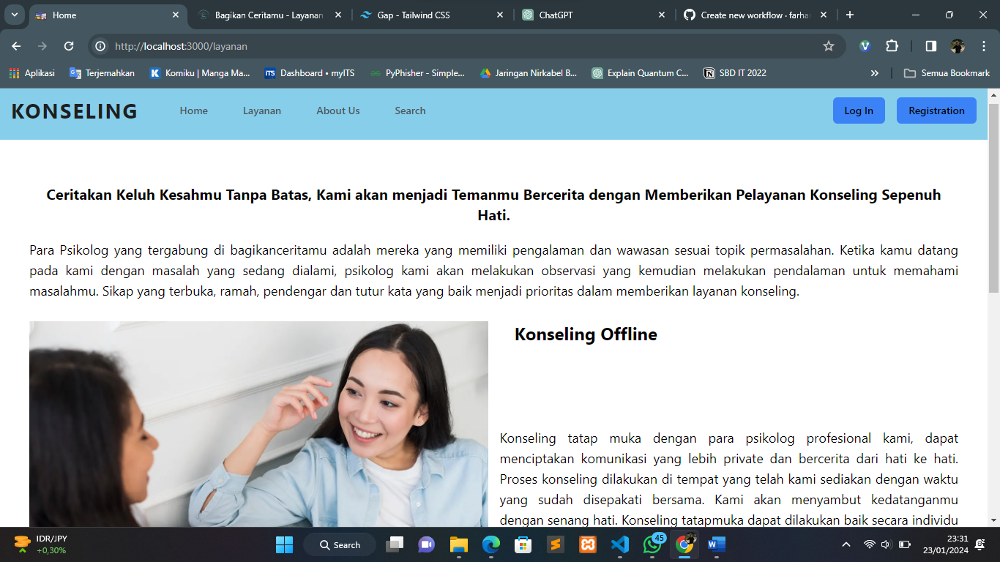 Home
Bagikan Ceritamu - Layanan
Gap - Tailwind CSS
ChatGPT
Create new workflow · farhan
http://localhost:3000/layanan
Aplikasi
Terjemahkan
Komiku | Manga Ma...
ITS
Dashboard • myITS
PyPhisher - Simple...
Jaringan Nirkabel B...
Explain Quantum C...
SBD IT 2022
»
Semua Bookmark
KONSELING
Home
Layanan
About Us
Search
Log In
Registration
Ceritakan Keluh Kesahmu Tanpa Batas, Kami akan menjadi Temanmu Bercerita dengan Memberikan Pelayanan Konseling Sepenuh
Hati.
Para Psikolog yang tergabung di bagikanceritamu adalah mereka yang memiliki pengalaman dan wawasan sesuai topik permasalahan. Ketika kamu datang
pada kami dengan masalah yang sedang dialami, psikolog kami akan melakukan observasi yang kemudian melakukan pendalaman untuk memahami
masalahmu. Sikap yang terbuka, ramah, pendengar dan tutur kata yang baik menjadi prioritas dalam memberikan layanan konseling.
Konseling Offline
Konseling tatap muka dengan para psikolog profesional kami, dapat
menciptakan komunikasi yang lebih private dan bercerita dari hati ke hati.
Proses konseling dilakukan di tempat yang telah kami sediakan dengan waktu
yang sudah disepakati bersama. Kami akan menyambut kedatanganmu
dengan senang hati. Konseling tatapmuka dapat dilakukan baik secara individu
IDR/JPY
+0,30%
Search
45
23:31
23/01/2024